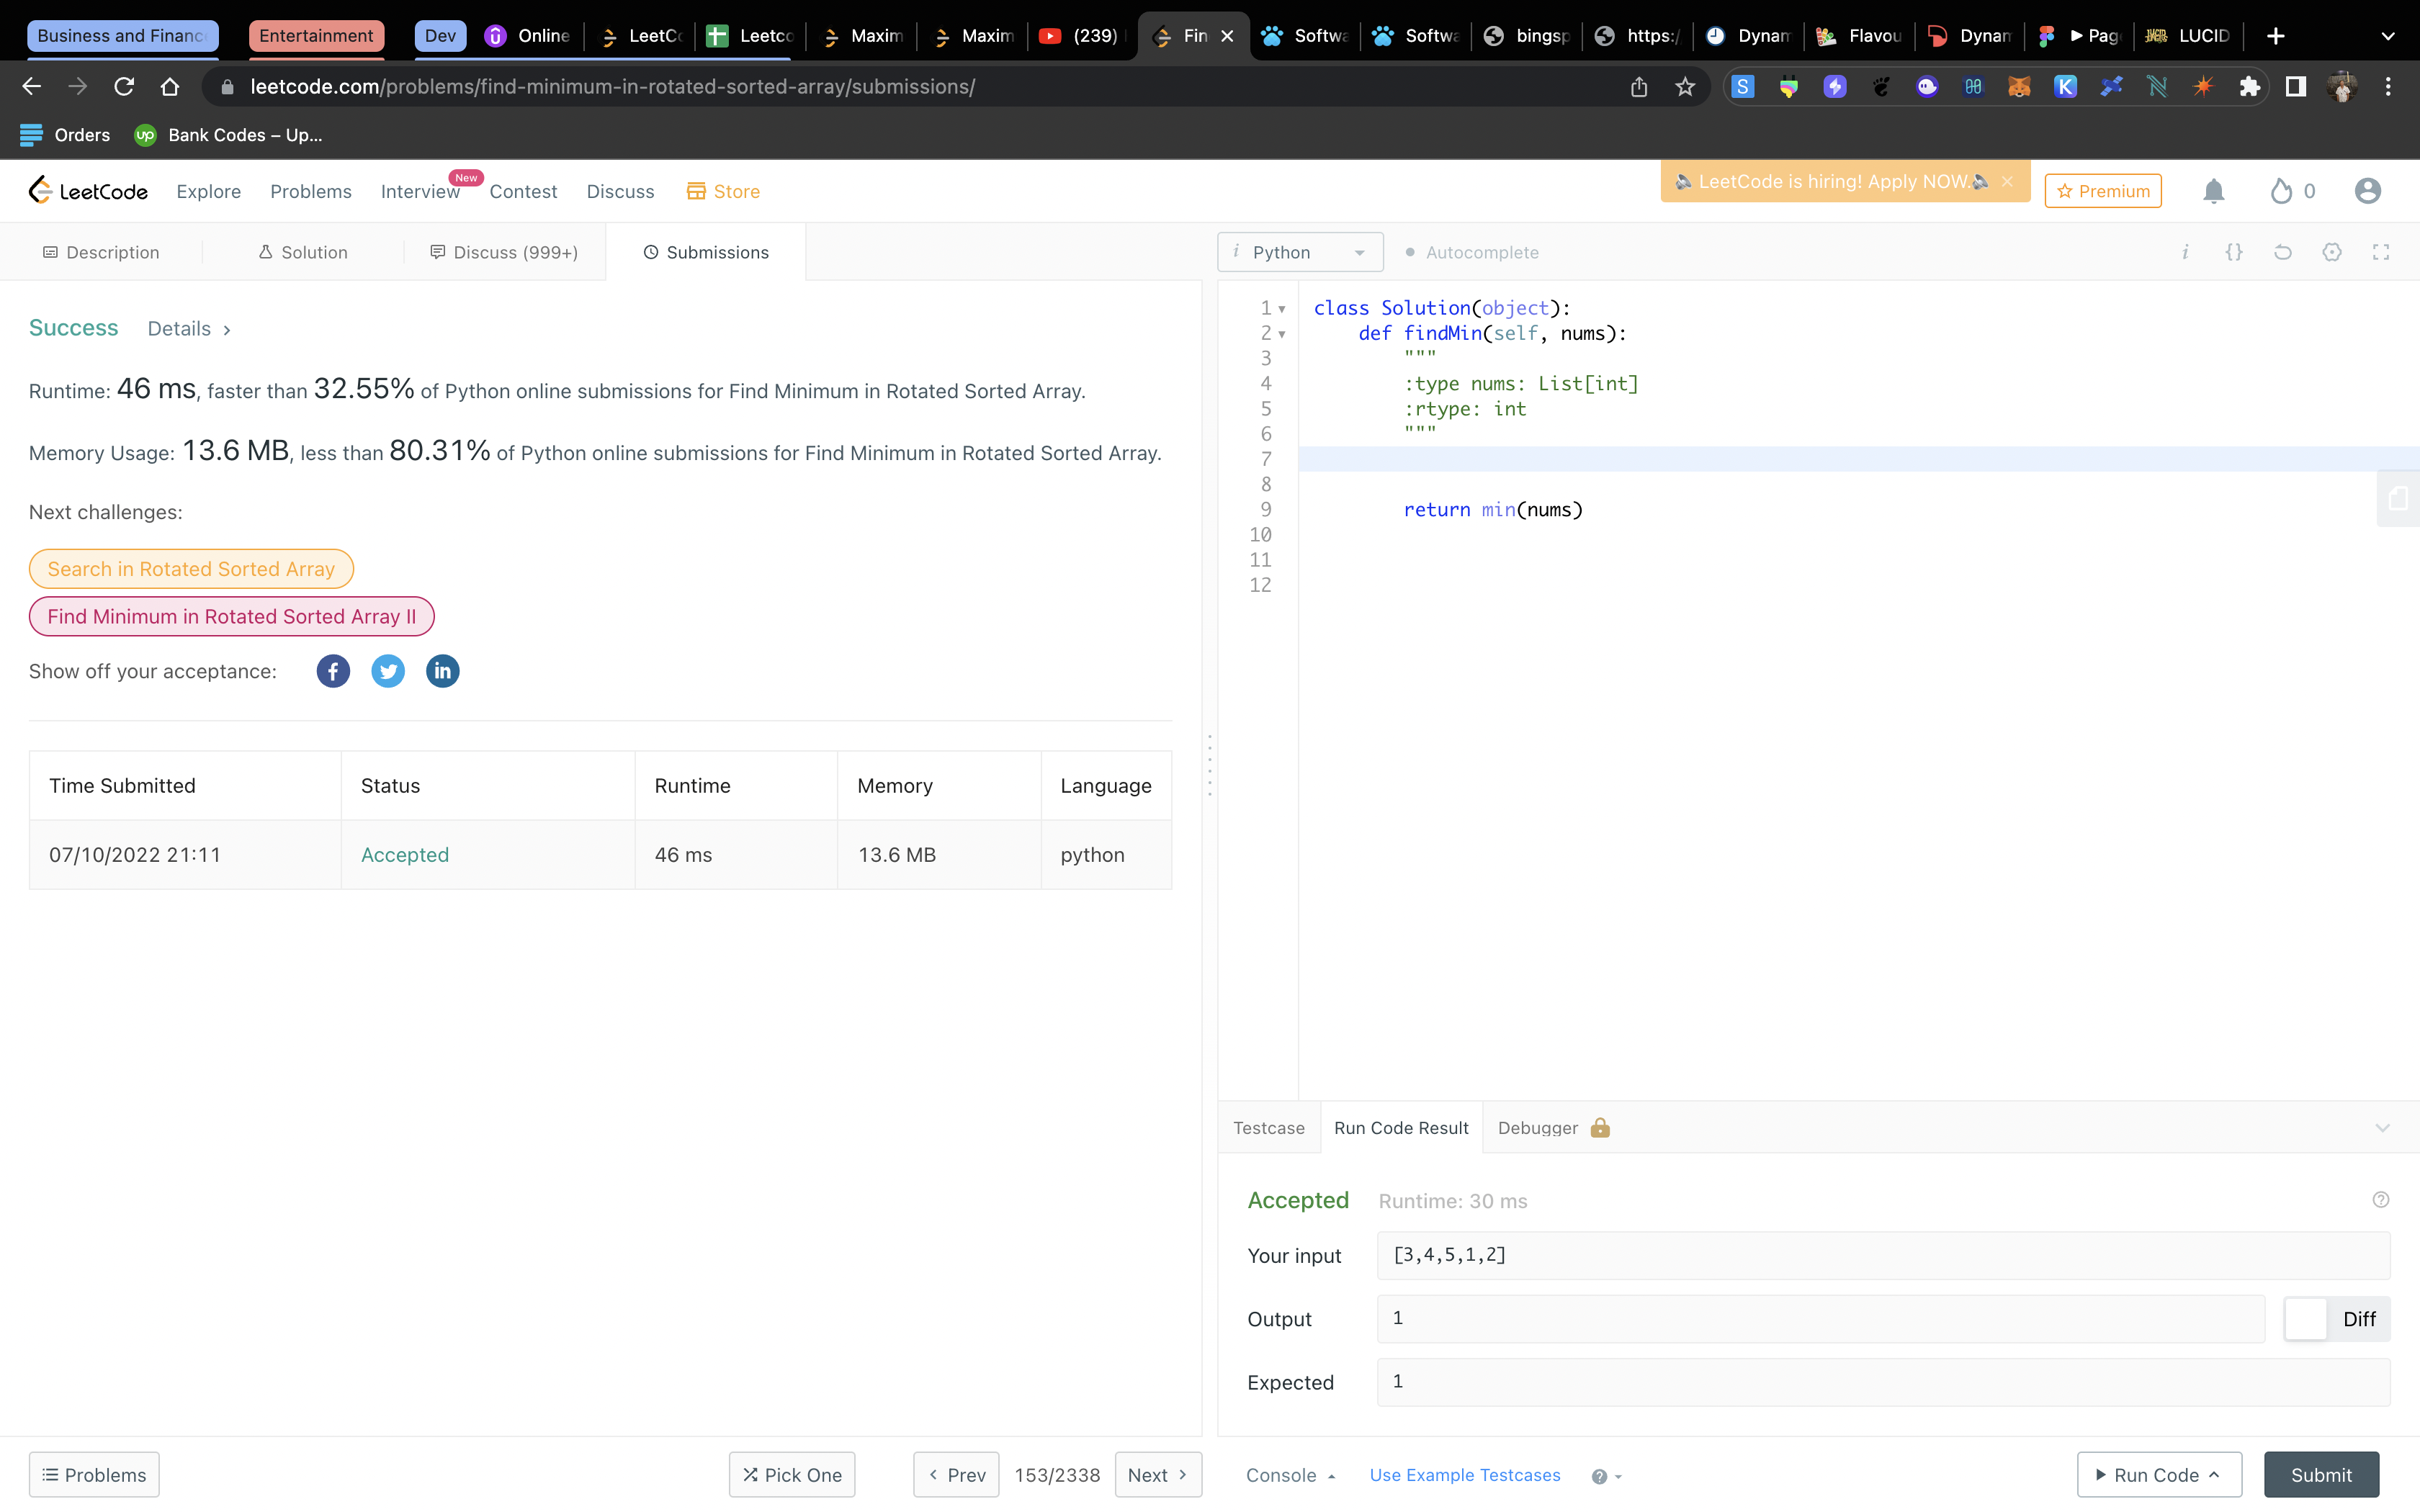 Business and Financ
Entertainment
Dev
Online
LeetCo
Leetco
Maxim
Maxim
(239)
Fin
Softwa
Softwa
bingsp
https:/
Dynam
Flavou
Dynam
Pag
LUCID
leetcode.com/problems/find-minimum-in-rotated-sorted-array/submissions/
Orders
up Bank Codes – Up...
LeetCode
Explore
Problems
Interview
New
Contest
Discuss
Store
LeetCode is hiring! Apply NOW.
Premium
0
Description
Solution
Discuss (999+)
Submissions
i Python
Autocomplete
i
{}
Success Details
Runtime: 46 ms, faster than 32.55% of Python online submissions for Find Minimum in Rotated Sorted Array.
Memory Usage: 13.6 MB, less than 80.31% of Python online submissions for Find Minimum in Rotated Sorted Array.
Next challenges:
Search in Rotated Sorted Array
Find Minimum in Rotated Sorted Array II
Show off your acceptance:
Time Submitted Status Runtime Memory Language
07/10/2022 21:11 Accepted 46 ms 13.6 MB python
1 class Solution(object):
2 def findMin(self, nums):
3 """
4 :type nums: List[int]
5 :rtype: int
6 """
7
8
9 return min(nums)
10
11
12
Testcase
Run Code Result
Debugger
Accepted Runtime: 30 ms
Your input [3,4,5,1,2]
Output 1 Diff
Expected 1
Problems
Pick One
Prev
153/2338
Next
Console
Use Example Testcases
Run Code
Submit